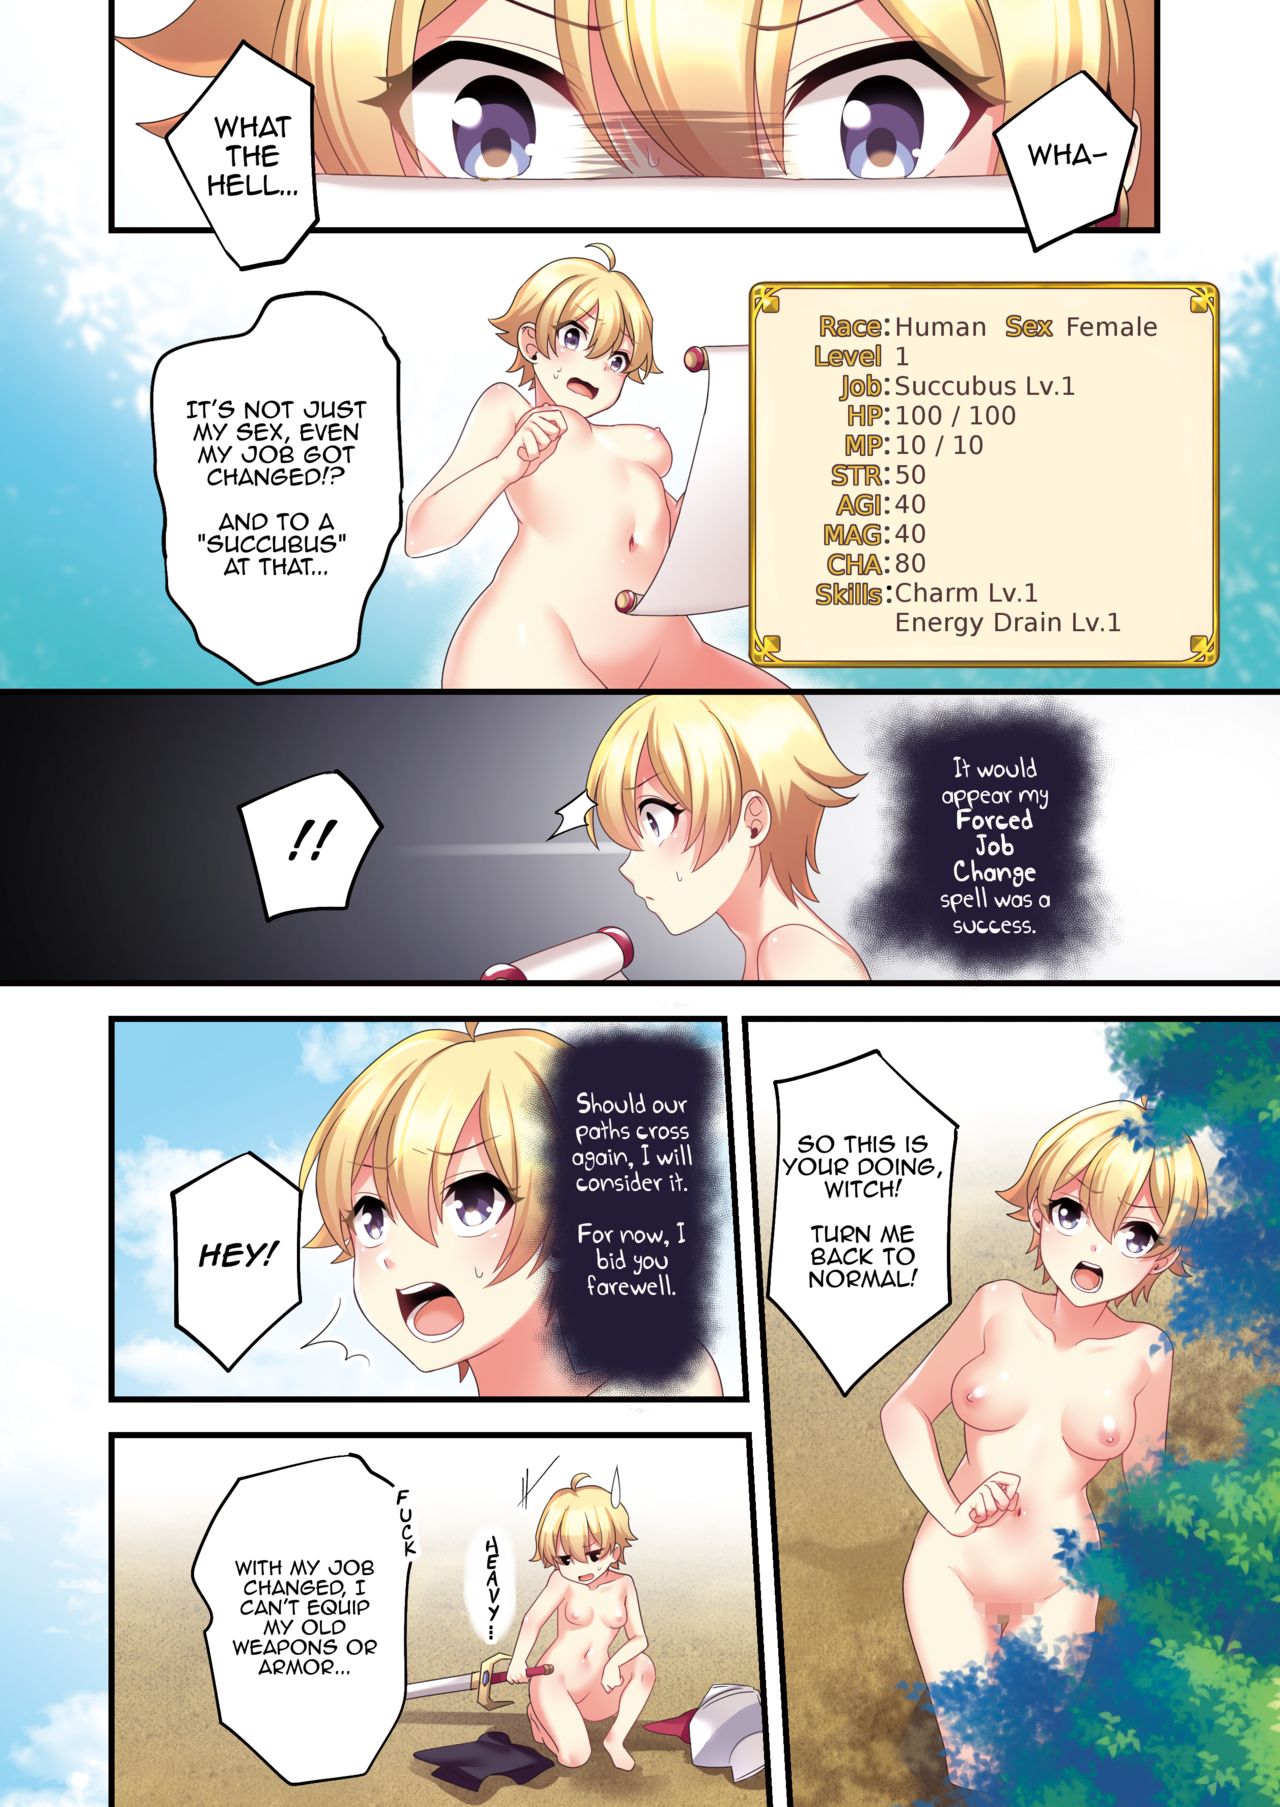 WHA-
WHAT
THE
HELL...
Race: Human Sex Female
Level 1
Job: Succubus Lv.1
HP: 100 / 100
MP: 10 / 10
STR: 50
AGI: 40
MAG: 40
CHA: 80
Skills: Charm Lv.1
Energy Drain Lv.1
IT'S NOT JUST
MY SEX, EVEN
MY JOB GOT
CHANGED!?
AND TO A
"SUCCUBUS"
AT THAT...
It would
appear my
Forced
Job
Change
spell was a
success.
!!
SO THIS IS
YOUR DOING,
WITCH!
TURN ME
BACK TO
NORMAL!
Should our
paths cross
again, I will
consider it.
For now, I
bid you
farewell.
HEY!
HEAVY...
FUCK
WITH MY JOB
CHANGED, I
CAN'T EQUIP
MY OLD
WEAPONS OR
ARMOR...